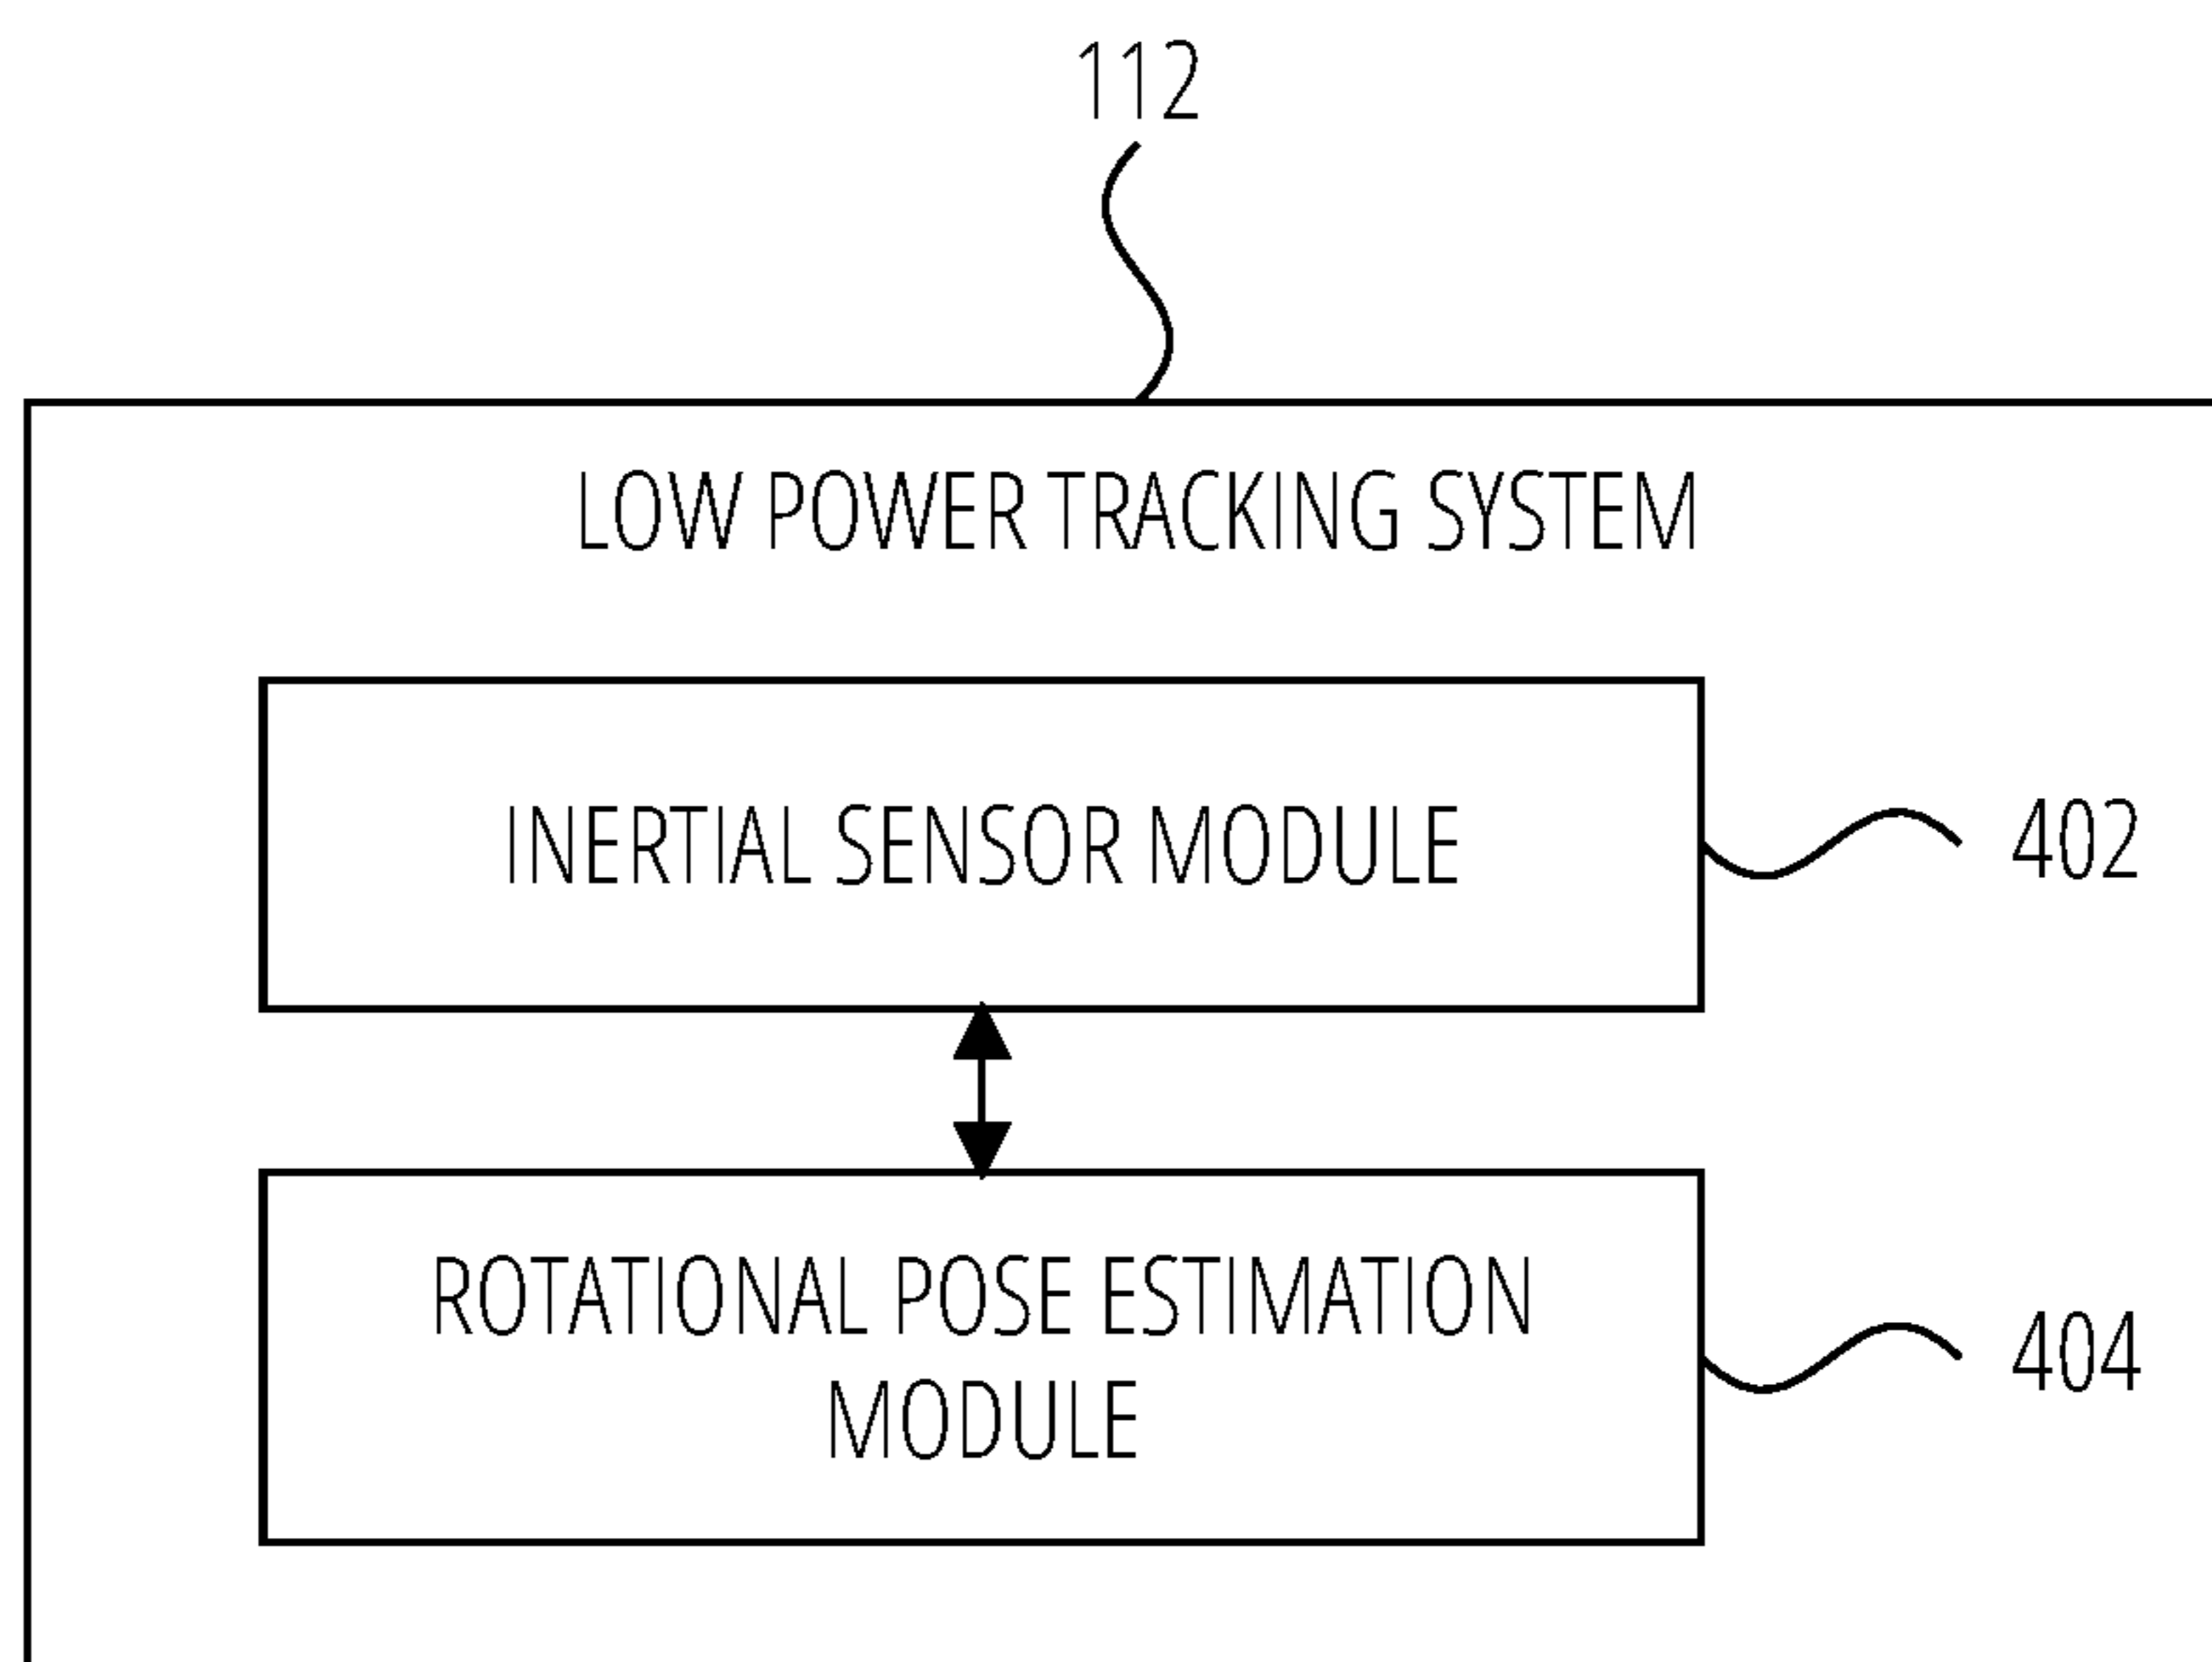 112
LOW POWER TRACKING SYSTEM
INERTIAL SENSOR MODULE
402
ROTATIONAL POSE ESTIMATION
MODULE
404